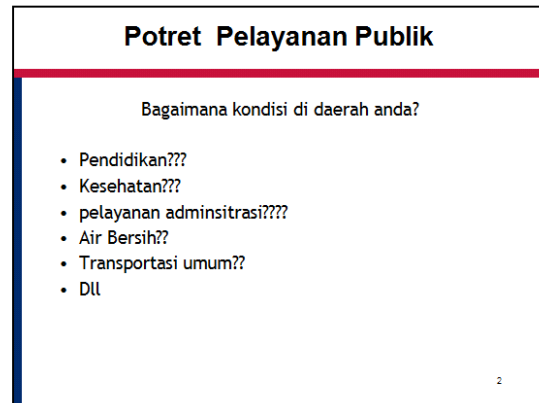 Potret Pelayanan Publik
Bagaimana kondisi di daerah anda?
• Pendidikan???
• Kesehatan???
• pelayanan adminsitrasi????
• Air Bersih??
• Transportasi umum??
• Dll
2